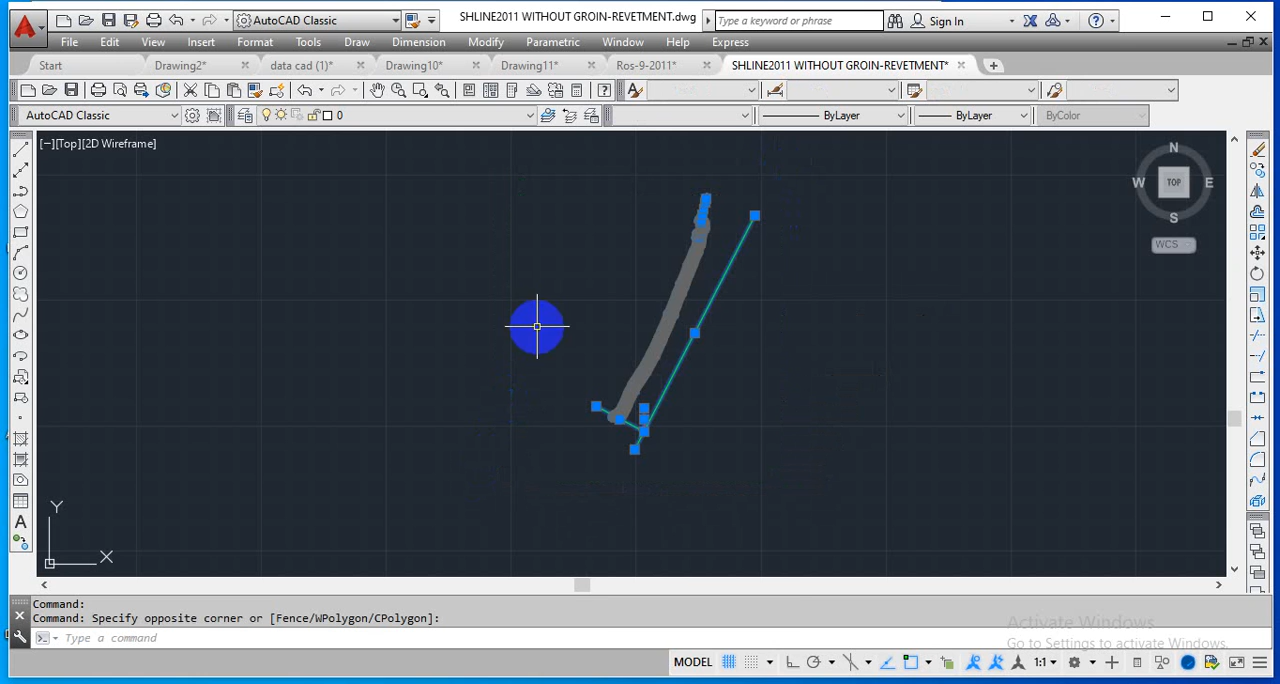 AutoCAD Classic
SHLINE2011 WITHOUT GROIN-REVETMENT.dwg
Type a keyword or phrase
Sign In
File Edit View Insert Format Tools Draw Dimension Modify Parametric Window Help Express
Start Drawing2* data cad (1)* Drawing10* Drawing11* Ros-9-2011* SHLINE2011 WITHOUT GROIN-REVETMENT*
AutoCAD Classic 0 ByLayer ByLayer ByColor
[−][Top][2D Wireframe]
N
W TOP E
S
WCS
Y
X
Command:
Command: Specify opposite corner or [Fence/WPolygon/CPolygon]:
Type a command
Activate Windows
Go to Settings to activate Windows.
MODEL 1:1